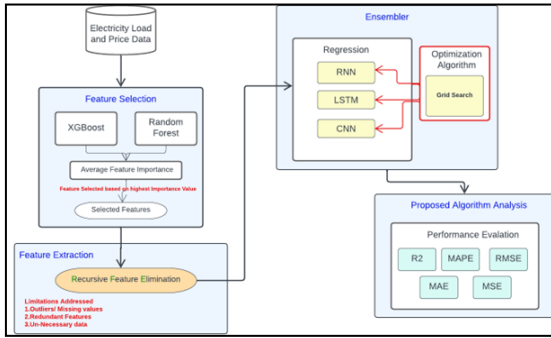 Electricity Load
and Price Data
Feature Selection
XGBoost
Random
Forest
Average Feature Importance
Feature Selected based on highest Importance Value
Selected Features
Feature Extraction
Recursive Feature Elimination
Limitations Addressed
1.Outliers/ Missing values
2.Redundant Features
3.Un-Necessary data
Ensembler
Regression
RNN
LSTM
CNN
Optimization
Algorithm
Grid Search
Proposed Algorithm Analysis
Performance Evalation
R2
MAPE
RMSE
MAE
MSE